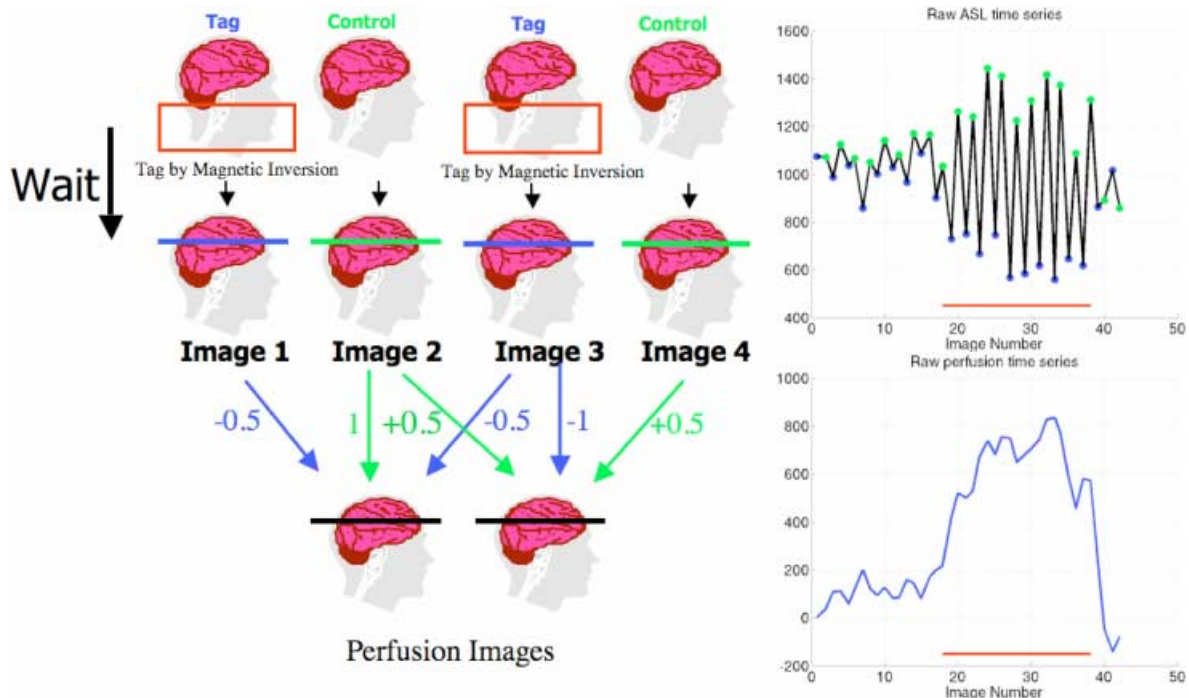 Tag
Control
Tag
Control
Tag by Magnetic Inversion
Tag by Magnetic Inversion
Wait
Image 1
Image 2
Image 3
Image 4
-0.5
1
+0.5
-0.5
-1
+0.5
Perfusion Images
Raw ASL time series
1600
1400
1200
1000
800
600
400
0
10
20
30
40
50
Image Number
Raw perfusion time series
1000
800
600
400
200
0
-200
0
10
20
30
40
50
Image Number